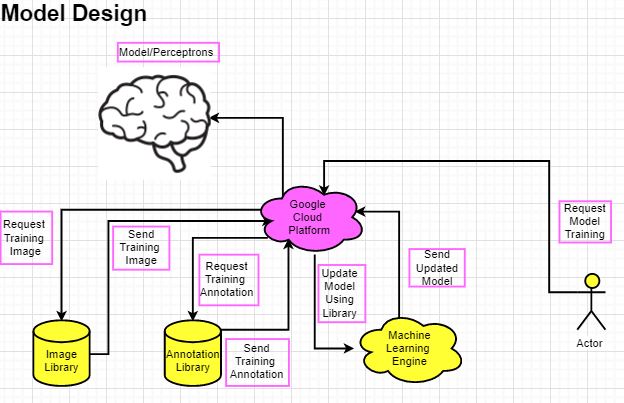 Model Design
Model/Perceptrons
Google
Cloud
Platform
Request
Model
Training
Request
Training
Image
Send
Training
Image
Request
Training
Annotation
Update
Model
Using
Library
Send
Updated
Model
Actor
Image
Library
Annotation
Library
Send
Training
Annotation
Machine
Learning
Engine